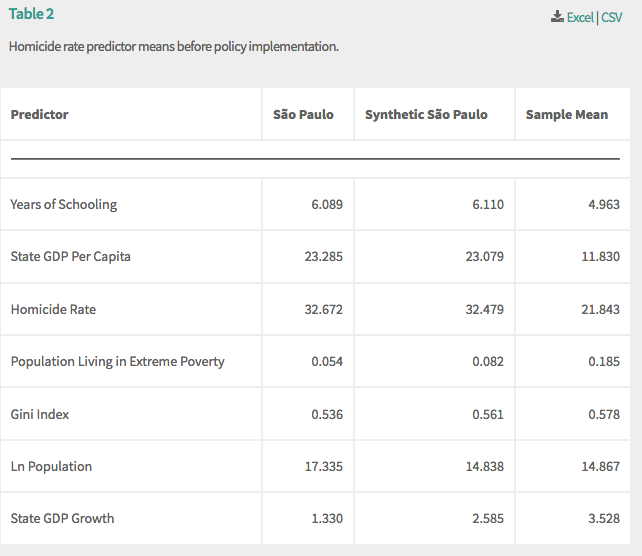 Table 2
Excel | CSV
Homicide rate predictor means before policy implementation.
Predictor São Paulo Synthetic São Paulo Sample Mean
Years of Schooling 6.089 6.110 4.963
State GDP Per Capita 23.285 23.079 11.830
Homicide Rate 32.672 32.479 21.843
Population Living in Extreme Poverty 0.054 0.082 0.185
Gini Index 0.536 0.561 0.578
Ln Population 17.335 14.838 14.867
State GDP Growth 1.330 2.585 3.528